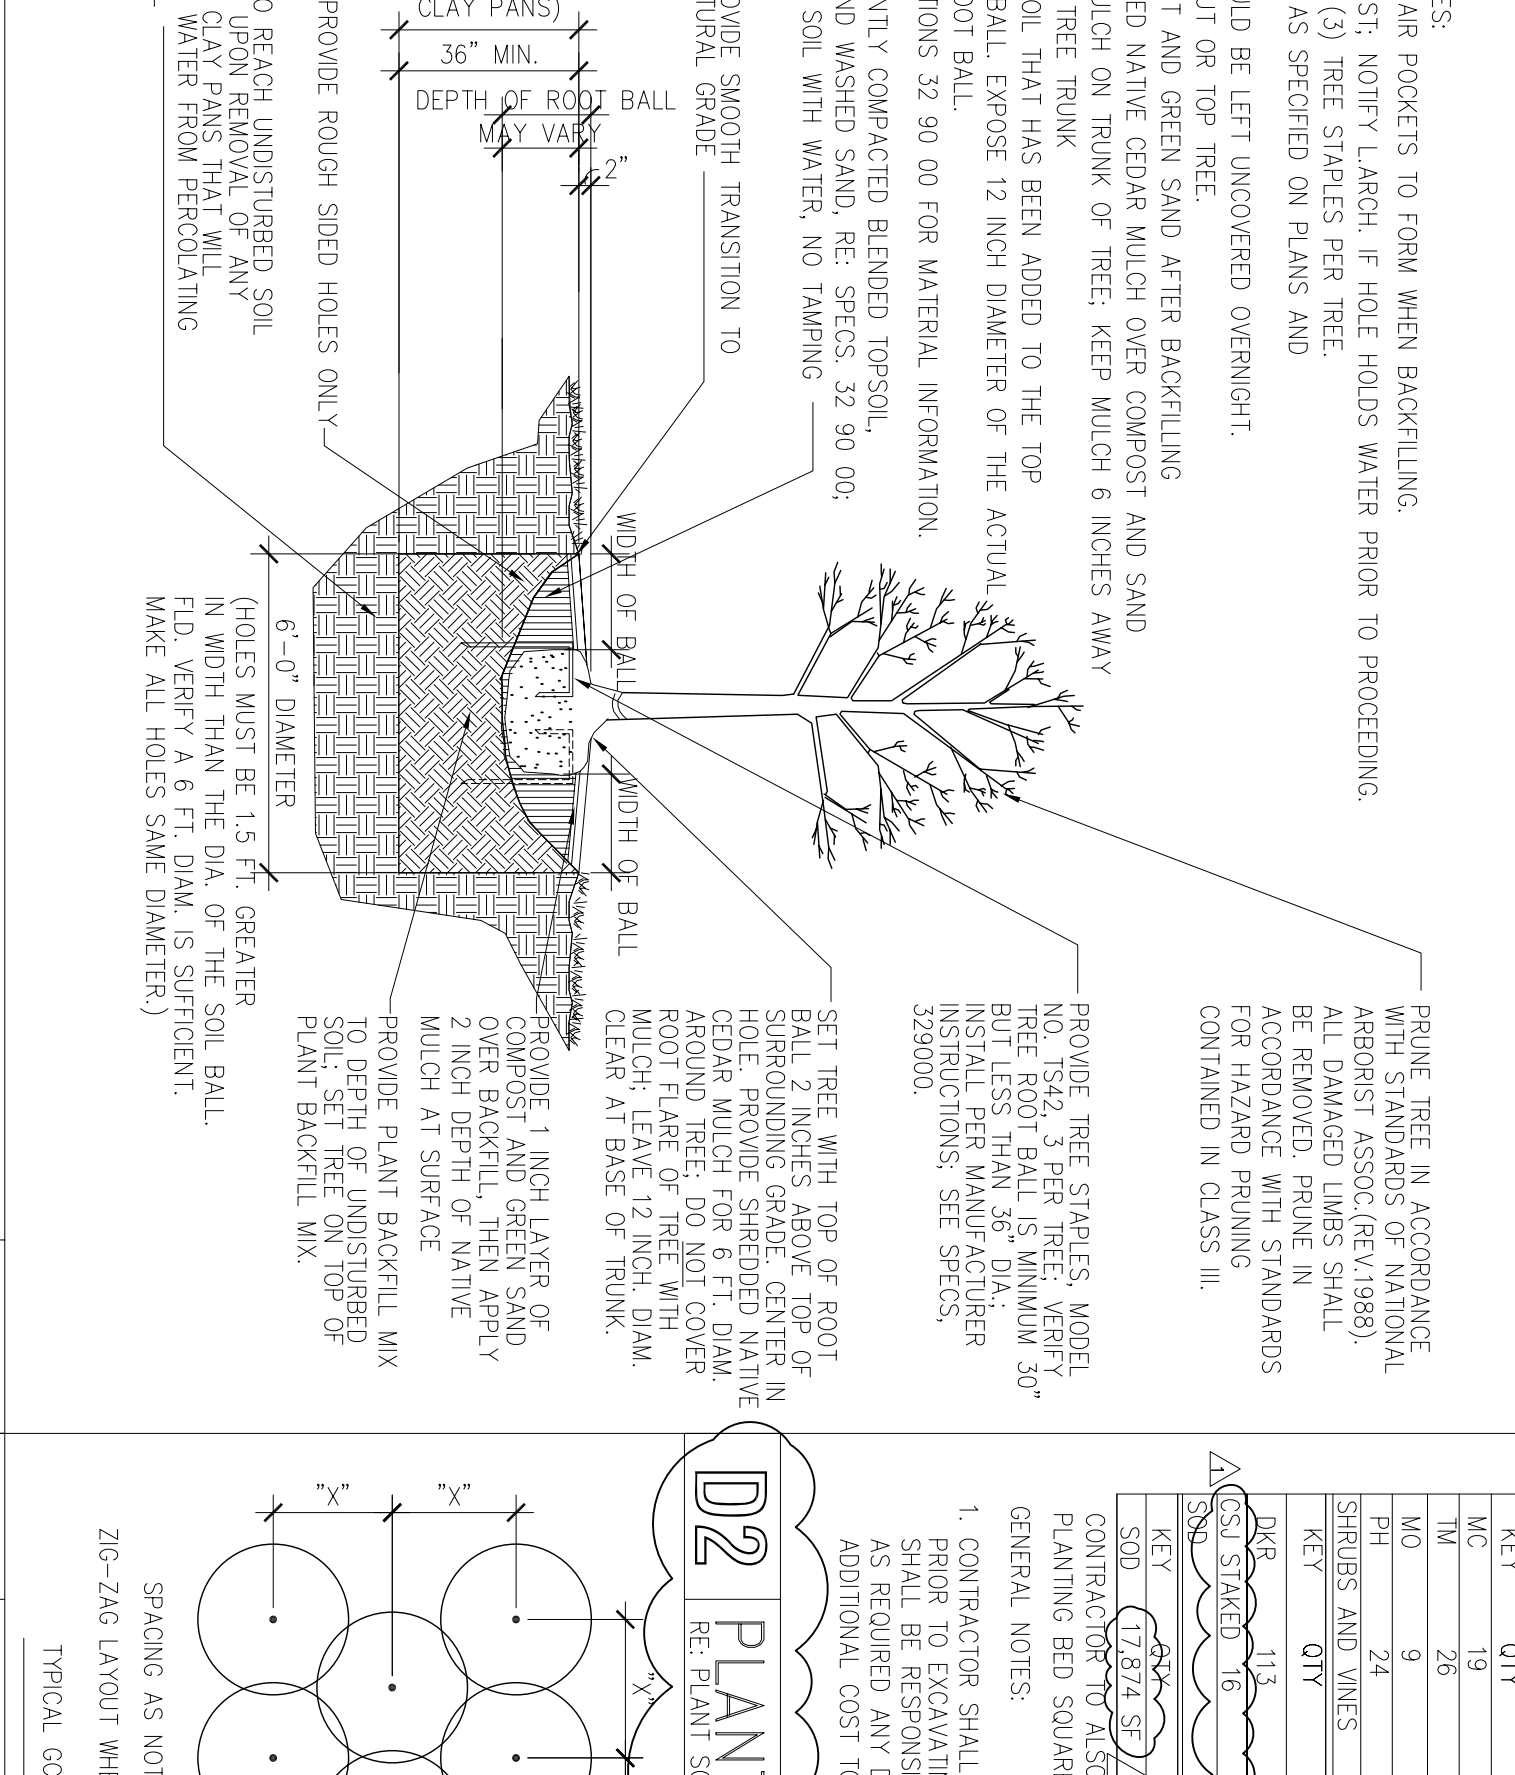 ES:
AIR POCKETS TO FORM WHEN BACKFILLING.
ST; NOTIFY L.ARCH. IF HOLE HOLDS WATER PRIOR TO PROCEEDING.
(3) TREE STAPLES PER TREE.
AS SPECIFIED ON PLANS AND
ULD BE LEFT UNCOVERED OVERNIGHT.
UT OR TOP TREE.
T AND GREEN SAND AFTER BACKFILLING
ED NATIVE CEDAR MULCH OVER COMPOST AND SAND
ULCH ON TRUNK OF TREE; KEEP MULCH 6 INCHES AWAY
TREE TRUNK
OIL THAT HAS BEEN ADDED TO THE TOP
BALL. EXPOSE 12 INCH DIAMETER OF THE ACTUAL
OOT BALL.
TIONS 32 90 00 FOR MATERIAL INFORMATION.
NTLY COMPACTED BLENDED TOPSOIL,
ND WASHED SAND, RE: SPECS. 32 90 00;
SOIL WITH WATER, NO TAMPING
OVIDE SMOOTH TRANSITION TO
TURAL GRADE
PROVIDE ROUGH SIDED HOLES ONLY
O REACH UNDISTURBED SOIL
UPON REMOVAL OF ANY
CLAY PANS THAT WILL
WATER FROM PERCOLATING
CLAY PANS)
36" MIN.
DEPTH OF ROOT BALL
MAY VARY
2"
WIDTH OF BALL
WIDTH OF BALL
6'-0" DIAMETER
(HOLES MUST BE 1.5 FT. GREATER
IN WIDTH THAN THE DIA. OF THE SOIL BALL.
FLD. VERIFY A 6 FT. DIAM. IS SUFFICIENT.
MAKE ALL HOLES SAME DIAMETER.)
PRUNE TREE IN ACCORDANCE
WITH STANDARDS OF NATIONAL
ARBORIST ASSOC.(REV.1988).
ALL DAMAGED LIMBS SHALL
BE REMOVED. PRUNE IN
ACCORDANCE WITH STANDARDS
FOR HAZARD PRUNING
CONTAINED IN CLASS III.
PROVIDE TREE STAPLES, MODEL
NO. TS42, 3 PER TREE; VERIFY
TREE ROOT BALL IS MINIMUM 30"
BUT LESS THAN 36" DIA.;
INSTALL PER MANUFACTURER
INSTRUCTIONS; SEE SPECS,
329000.
SET TREE WITH TOP OF ROOT
BALL 2 INCHES ABOVE TOP OF
SURROUNDING GRADE. CENTER IN
HOLE. PROVIDE SHREDDED NATIVE
CEDAR MULCH FOR 6 FT. DIAM.
AROUND TREE; DO NOT COVER
ROOT FLARE OF TREE WITH
MULCH; LEAVE 12 INCH. DIAM.
CLEAR AT BASE OF TRUNK.
PROVIDE 1 INCH LAYER OF
COMPOST AND GREEN SAND
OVER BACKFILL, THEN APPLY
2 INCH DEPTH OF NATIVE
MULCH AT SURFACE
PROVIDE PLANT BACKFILL MIX
TO DEPTH OF UNDISTURBED
SOIL; SET TREE ON TOP OF
PLANT BACKFILL MIX.
KEY QTY
MC 19
TM 26
MO 9
PH 24
SHRUBS AND VINES
KEY QTY
DKR 113
CSJ STAKED 16
SOD
KEY QTY
SOD 17,874 SF
1
CONTRACTOR TO ALSO
PLANTING BED SQUAR
GENERAL NOTES:
1. CONTRACTOR SHALL
PRIOR TO EXCAVATIN
SHALL BE RESPONSI
AS REQUIRED ANY D
ADDITIONAL COST TO
D2
PLAN
RE: PLANT SC
"X"
"X"
"X"
SPACING AS NOT
ZIG-ZAG LAYOUT WHE
TYPICAL GC